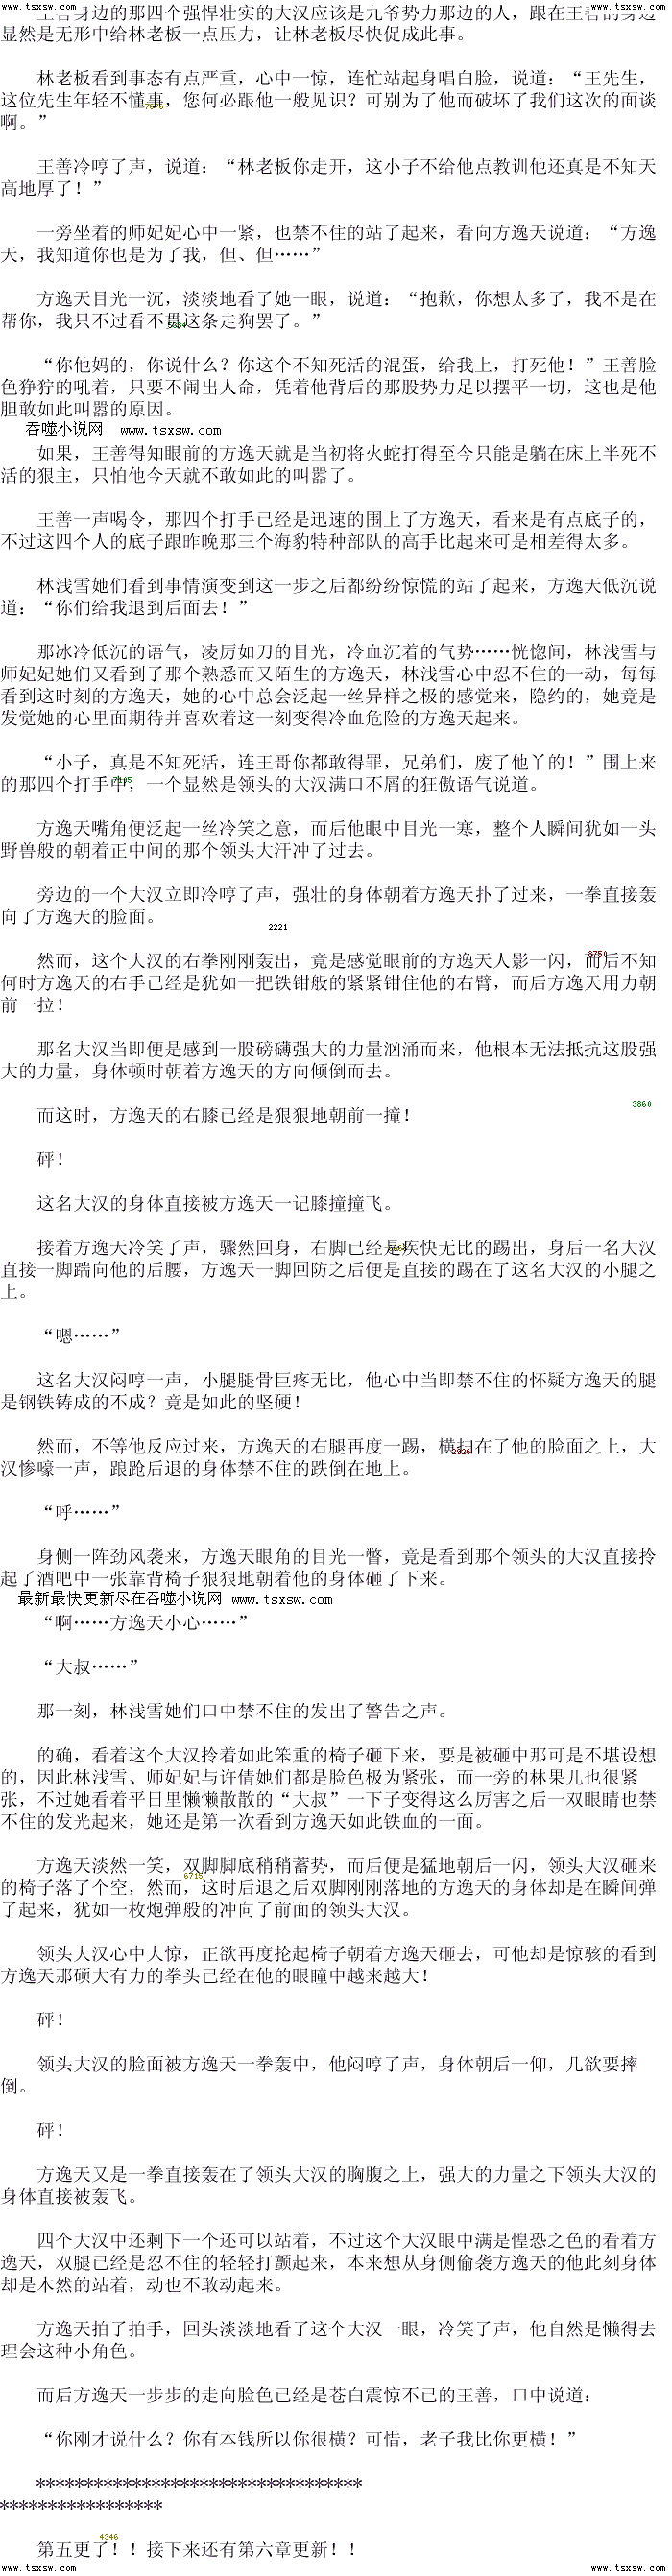 www.tsxsw.com www.tsxsw.com
王善身边的那四个强悍壮实的大汉应该是九爷势力那边的人，跟在王善的身边
显然是无形中给林老板一点压力，让林老板尽快促成此事。
林老板看到事态有点严重，心中一惊，连忙站起身唱白脸，说道：“王先生，
这位先生年轻不懂事，您何必跟他一般见识？可别为了他而破坏了我们这次的面谈
啊。”
王善冷哼了声，说道：“林老板你走开，这小子不给他点教训他还真是不知天
高地厚了！”
一旁坐着的师妃妃心中一紧，也禁不住的站了起来，看向方逸天说道：“方逸
天，我知道你也是为了我，但、但……”
方逸天目光一沉，淡淡地看了她一眼，说道：“抱歉，你想太多了，我不是在
帮你，我只不过看不惯这条走狗罢了。”
“你他妈的，你说什么？你这个不知死活的混蛋，给我上，打死他！”王善脸
色狰狞的吼着，只要不闹出人命，凭着他背后的那股势力足以摆平一切，这也是他
胆敢如此叫嚣的原因。
吞噬小说网 www.tsxsw.com
如果，王善得知眼前的方逸天就是当初将火蛇打得至今只能是躺在床上半死不
活的狠主，只怕他今天就不敢如此的叫嚣了。
王善一声喝令，那四个打手已经是迅速的围上了方逸天，看来是有点底子的，
不过这四个人的底子跟昨晚那三个海豹特种部队的高手比起来可是相差得太多。
林浅雪她们看到事情演变到这一步之后都纷纷惊慌的站了起来，方逸天低沉说
道：“你们给我退到后面去！”
那冰冷低沉的语气，凌厉如刀的目光，冷血沉着的气势……恍惚间，林浅雪与
师妃妃她们又看到了那个熟悉而又陌生的方逸天，林浅雪心中忍不住的一动，每每
看到这时刻的方逸天，她的心中总会泛起一丝异样之极的感觉来，隐约的，她竟是
发觉她的心里面期待并喜欢着这一刻变得冷血危险的方逸天起来。
“小子，真是不知死活，连王哥你都敢得罪，兄弟们，废了他丫的！”围上来
的那四个打手中，一个显然是领头的大汉满口不屑的狂傲语气说道。
方逸天嘴角便泛起一丝冷笑之意，而后他眼中目光一寒，整个人瞬间犹如一头
野兽般的朝着正中间的那个领头大汗冲了过去。
旁边的一个大汉立即冷哼了声，强壮的身体朝着方逸天扑了过来，一拳直接轰
向了方逸天的脸面。
2221
然而，这个大汉的右拳刚刚轰出，竟是感觉眼前的方逸天人影一闪，而后不知
何时方逸天的右手已经是犹如一把铁钳般的紧紧钳住他的右臂，而后方逸天用力朝
前一拉！
那名大汉当即便是感到一股磅礴强大的力量汹涌而来，他根本无法抵抗这股强
大的力量，身体顿时朝着方逸天的方向倾倒而去。
3860
而这时，方逸天的右膝已经是狠狠地朝前一撞！
砰！
这名大汉的身体直接被方逸天一记膝撞撞飞。
接着方逸天冷笑了声，骤然回身，右脚已经是疾快无比的踢出，身后一名大汉
直接一脚踹向他的后腰，方逸天一脚回防之后便是直接的踢在了这名大汉的小腿之
上。
“嗯……”
这名大汉闷哼一声，小腿腿骨巨疼无比，他心中当即禁不住的怀疑方逸天的腿
是钢铁铸成的不成？竟是如此的坚硬！
然而，不等他反应过来，方逸天的右腿再度一踢，横扫在了他的脸面之上，大
汉惨嚎一声，踉跄后退的身体禁不住的跌倒在地上。
“呼……”
身侧一阵劲风袭来，方逸天眼角的目光一瞥，竟是看到那个领头的大汉直接拎
起了酒吧中一张靠背椅子狠狠地朝着他的身体砸了下来。
最新最快更新尽在吞噬小说网 www.tsxsw.com
“啊……方逸天小心……”
“大叔……”
那一刻，林浅雪她们口中禁不住的发出了警告之声。
的确，看着这个大汉拎着如此笨重的椅子砸下来，要是被砸中那可是不堪设想
的，因此林浅雪、师妃妃与许倩她们都是脸色极为紧张，而一旁的林果儿也很紧
张，不过她看着平日里懒懒散散的“大叔”一下子变得这么厉害之后一双眼睛也禁
不住的发光起来，她还是第一次看到方逸天如此铁血的一面。
方逸天淡然一笑，双脚脚底稍稍蓄势，而后便是猛地朝后一闪，领头大汉砸来
的椅子落了个空，然而，这时后退之后双脚刚刚落地的方逸天的身体却是在瞬间弹
了起来，犹如一枚炮弹般的冲向了前面的领头大汉。
领头大汉心中大惊，正欲再度抡起椅子朝着方逸天砸去，可他却是惊骇的看到
方逸天那硕大有力的拳头已经在他的眼瞳中越来越大！
砰！
领头大汉的脸面被方逸天一拳轰中，他闷哼了声，身体朝后一仰，几欲要摔
倒。
砰！
方逸天又是一拳直接轰在了领头大汉的胸腹之上，强大的力量之下领头大汉的
身体直接被轰飞。
四个大汉中还剩下一个还可以站着，不过这个大汉眼中满是惶恐之色的看着方
逸天，双腿已经是忍不住的轻轻打颤起来，本来想从身侧偷袭方逸天的他此刻身体
却是木然的站着，动也不敢动起来。
方逸天拍了拍手，回头淡淡地看了这个大汉一眼，冷笑了声，他自然是懒得去
理会这种小角色。
而后方逸天一步步的走向脸色已经是苍白震惊不已的王善，口中说道：
“你刚才说什么？你有本钱所以你很横？可惜，老子我比你更横！”
**********************************
*****************
4346
第五更了！！接下来还有第六章更新！！
www.tsxsw.com www.tsxsw.com